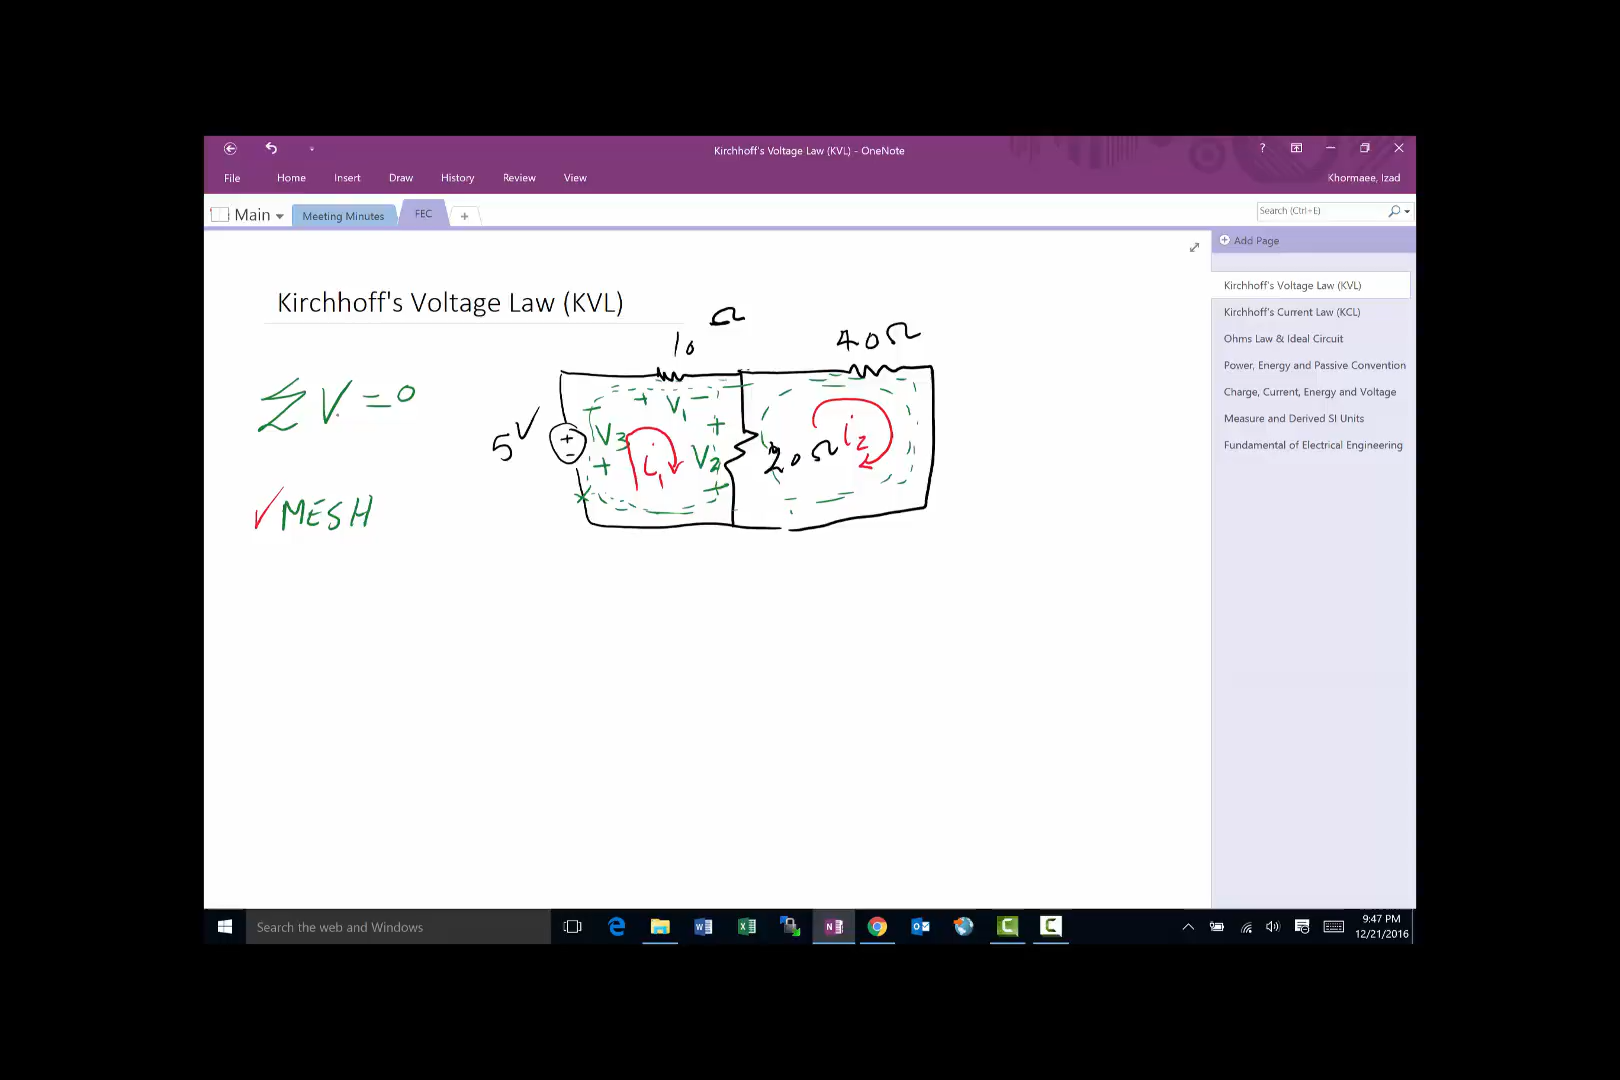 Kirchhoff's Voltage Law (KVL) - OneNote
File Home Insert Draw History Review View
Khormaee, Izad
Main Meeting Minutes FEC
Search (Ctrl+E)
Add Page
Kirchhoff's Voltage Law (KVL)
Kirchhoff's Current Law (KCL)
Ohms Law & Ideal Circuit
Power, Energy and Passive Convention
Charge, Current, Energy and Voltage
Measure and Derived SI Units
Fundamental of Electrical Engineering
Kirchhoff's Voltage Law (KVL)
10 Ω
40Ω
∑ V = 0
+ V1 −
5V
+
-
V3
+
i1
+
V2
20Ω
i2
✓MESH
Search the web and Windows
9:47 PM
12/21/2016